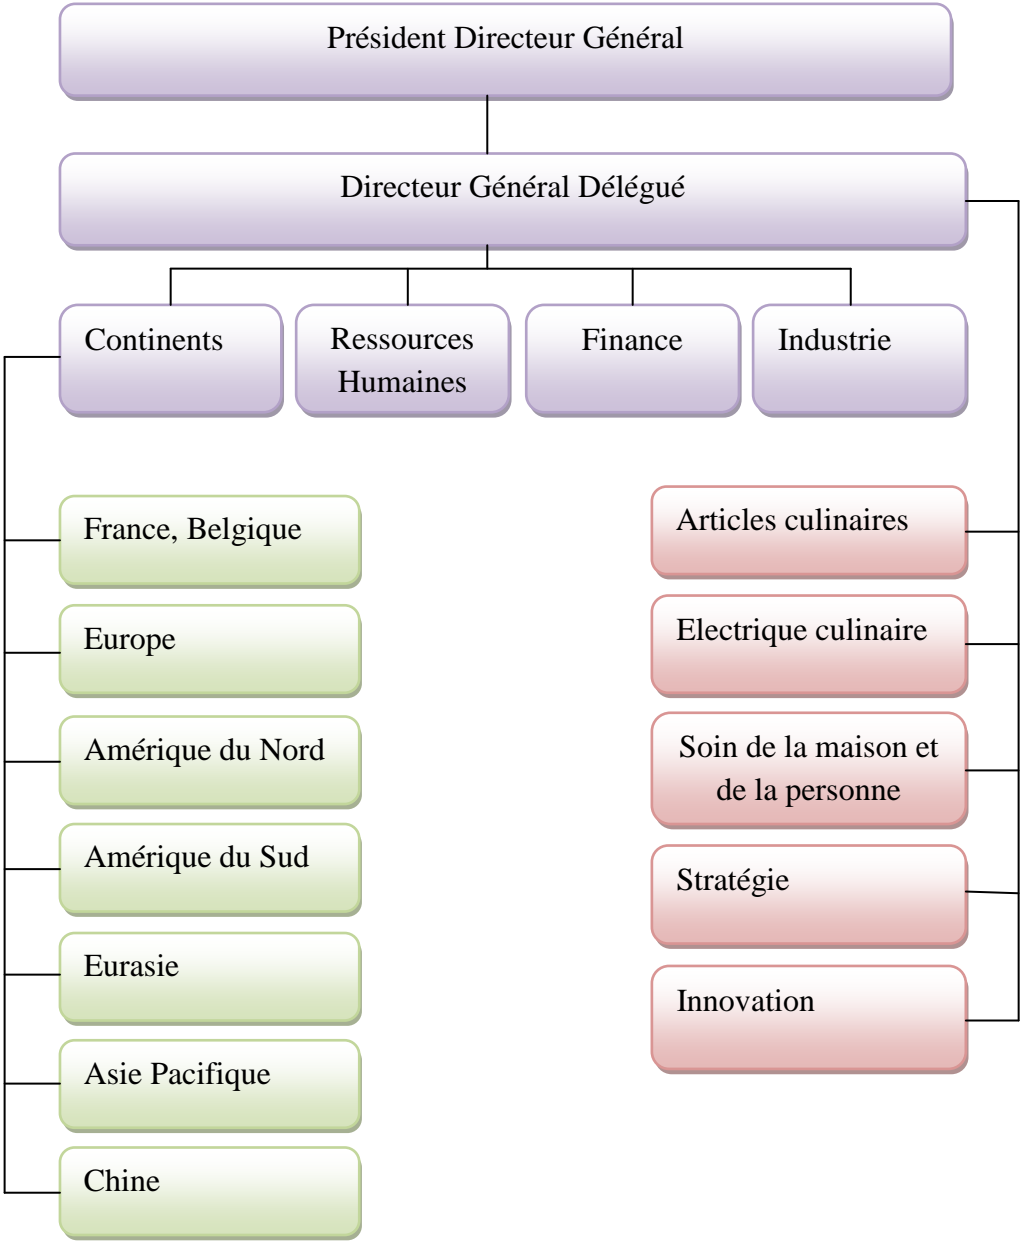 Président Directeur Général
Directeur Général Délégué
Continents
Ressources
Humaines
Finance
Industrie
France, Belgique
Europe
Amérique du Nord
Amérique du Sud
Eurasie
Asie Pacifique
Chine
Articles culinaires
Electrique culinaire
Soin de la maison et
de la personne
Stratégie
Innovation